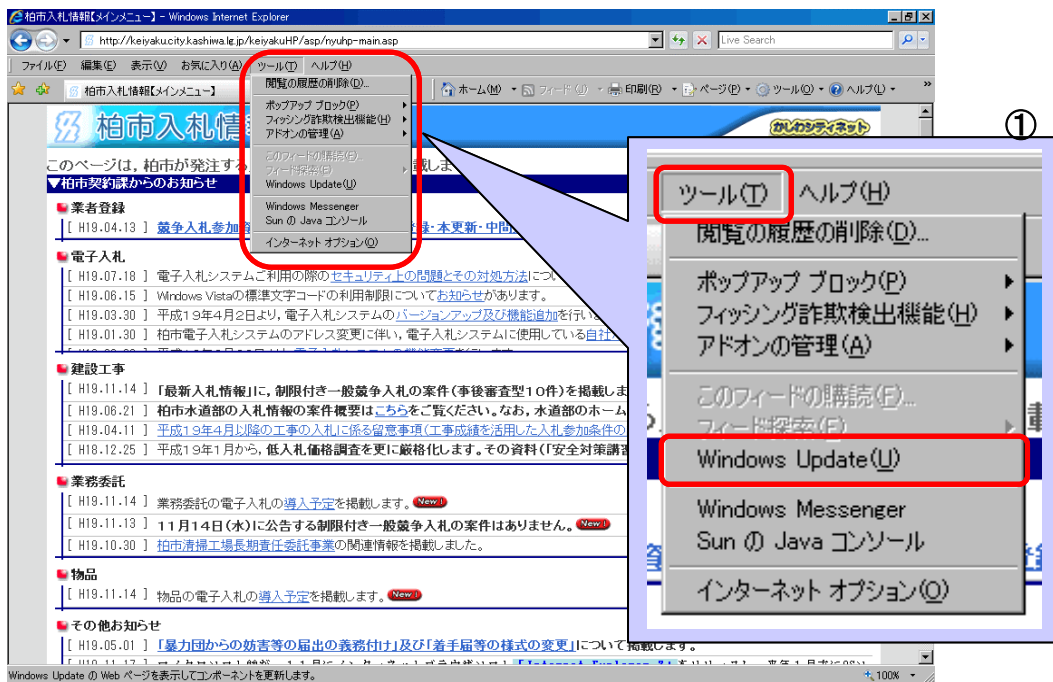 柏市入札情報【メインメニュー】 - Windows Internet Explorer
http://keiyaku.city.kashiwa.lg.jp/keiyakuHP/asp/nyuhp-main.asp
Live Search
ファイル(F) 編集(E) 表示(V) お気に入り(A) ツール(T) ヘルプ(H)
柏市入札情報【メインメニュー】
ホーム(M) フィード(J) 印刷(R) ページ(P) ツール(O) ヘルプ(L)
閲覧の履歴の削除(D)...
ポップアップ ブロック(P)
フィッシング詐欺検出機能(H)
アドオンの管理(A)
このフィードの購読(F)...
フィード探索(E)
Windows Update(U)
Windows Messenger
Sun の Java コンソール
インターネット オプション(O)
柏市入札情
かしわシティネット
このページは，柏市が発注する
載しま
▼柏市契約課からのお知らせ
業者登録
[ H19.04.13 ] 競争入札参加
録・本更新・中間
電子入札
[ H19.07.18 ] 電子入札システムご利用の際のセキュリティ上の問題とその対処方法につ
[ H19.06.15 ] Windows Vistaの標準文字コードの利用制限についてお知らせがあります。
[ H19.03.30 ] 平成１９年４月２日より，電子入札システムのバージョンアップ及び機能追加を行い
[ H19.01.30 ] 柏市電子入札システムのアドレス変更に伴い，電子入札システムに使用している自社
建設工事
[ H19.11.14 ] 「最新入札情報」に，制限付き一般競争入札の案件（事後審査型１０件）を掲載しま
[ H19.06.21 ] 柏市水道部の入札情報の案件概要はこちらをご覧ください。なお，水道部のホーム
[ H19.04.11 ] 平成１９年４月以降の工事の入札に係る留意事項（工事成績を活用した入札参加条件の
[ H18.12.25 ] 平成１９年１月から，低入札価格調査を更に厳格化します。その資料（「安全対策講
業務委託
[ H19.11.14 ] 業務委託の電子入札の導入予定を掲載します。 New!
[ H19.11.13 ] １１月１４日（水）に公告する制限付き一般競争入札の案件はありません。 New!
[ H19.10.30 ] 柏市清掃工場長期責任委託事業の関連情報を掲載しました。
物品
[ H19.11.14 ] 物品の電子入札の導入予定を掲載します。 New!
その他お知らせ
[ H19.05.01 ] 「暴力団からの妨害等の届出の義務付け」及び「着手届等の様式の変更」について掲載します。
Windows Update の Web ページを表示してコンポーネントを更新します。
100%
①
ツール(T) ヘルプ(H)
閲覧の履歴の削除(D)...
ポップアップ ブロック(P)
フィッシング詐欺検出機能(H)
アドオンの管理(A)
このフィードの購読(F)...
フィード探索(E)
Windows Update(U)
Windows Messenger
Sun の Java コンソール
インターネット オプション(O)